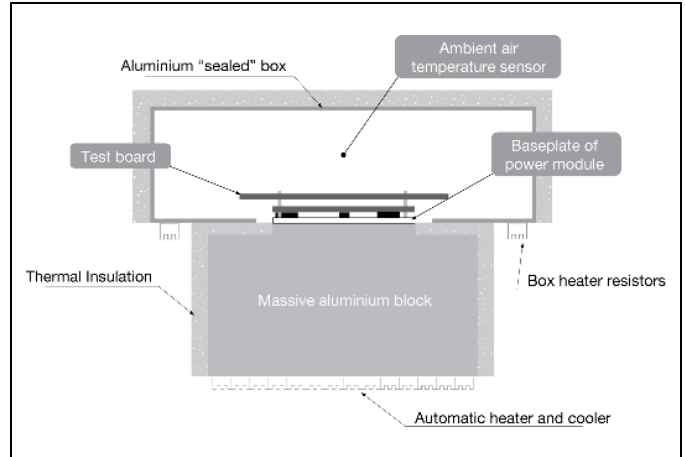 Ambient air
temperature sensor
Aluminium “sealed” box
Test board
Baseplate of
power module
Thermal Insulation
Box heater resistors
Massive aluminium block
Automatic heater and cooler